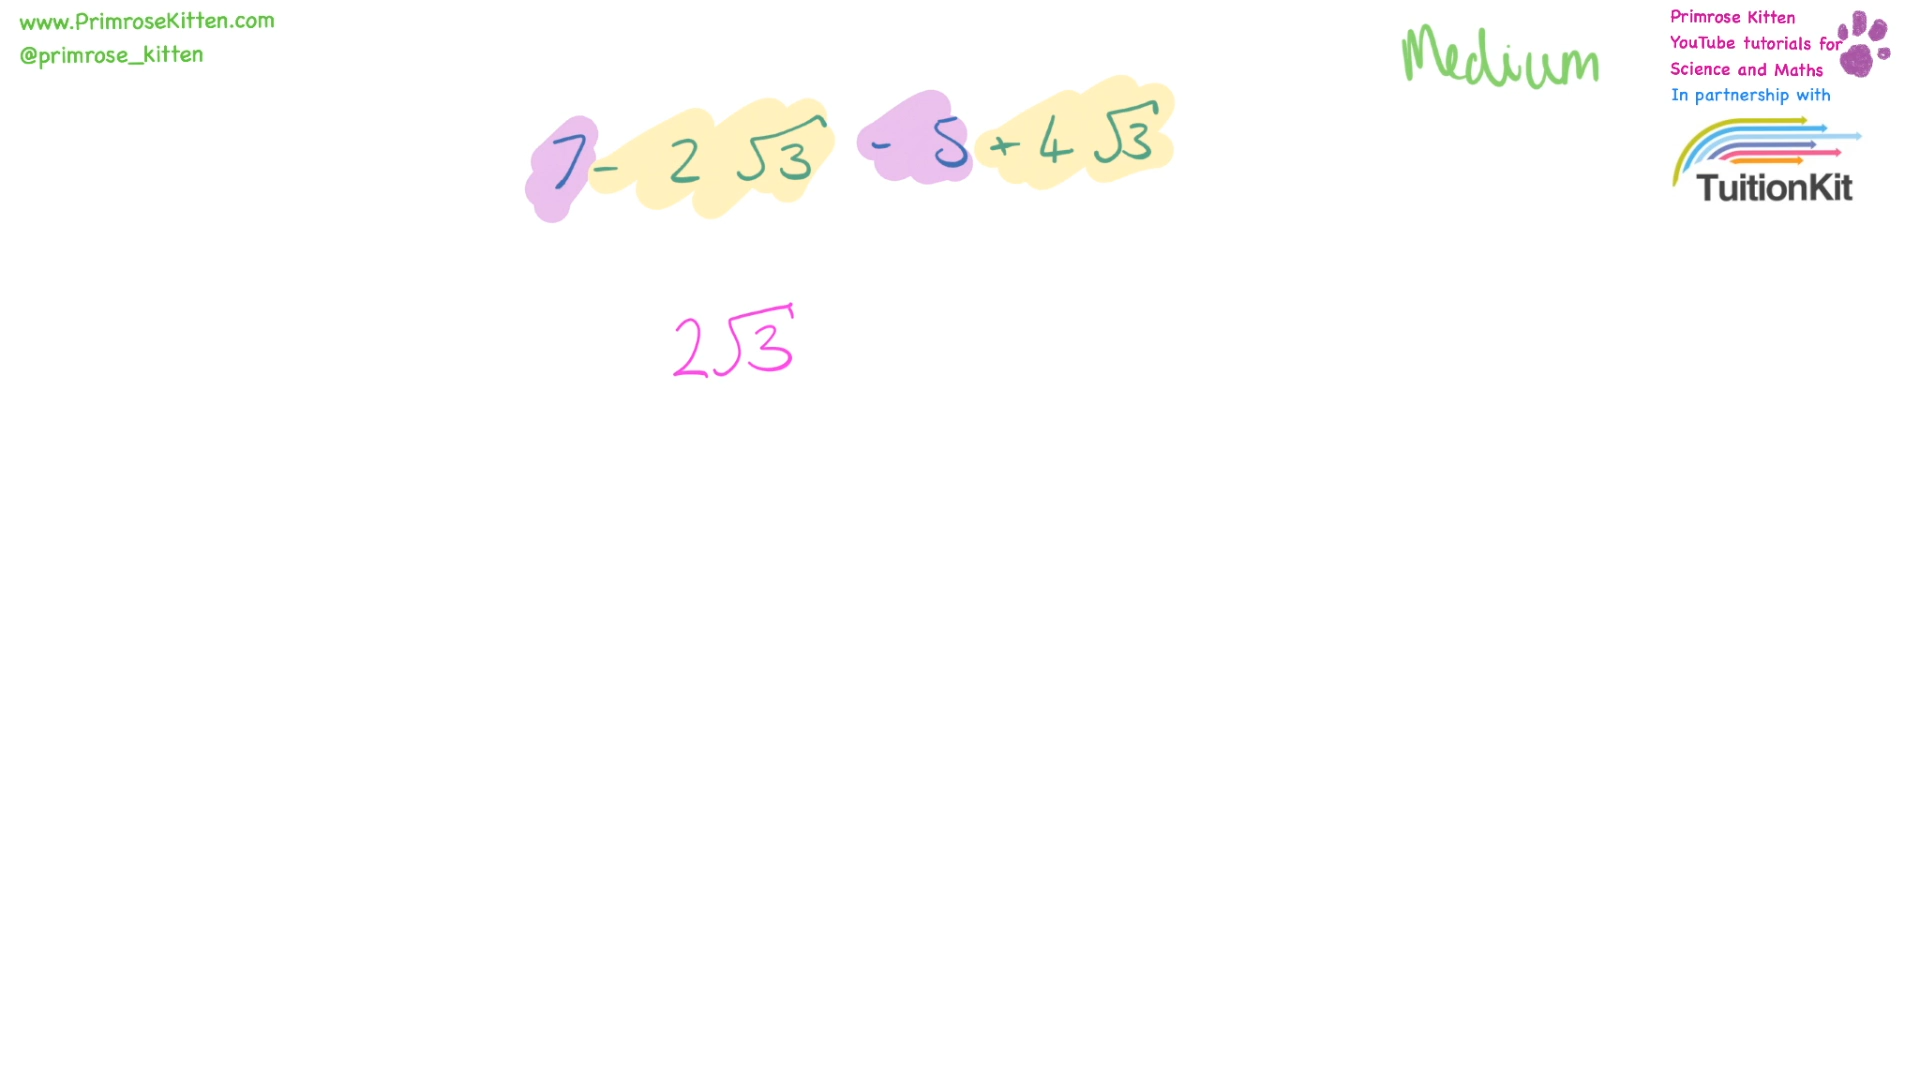 www.PrimroseKitten.com
@primrose_kitten
Medium
Primrose Kitten
YouTube tutorials for
Science and Maths
In partnership with
TuitionKit
7 - 2 √3 - 5 + 4 √3
2√3